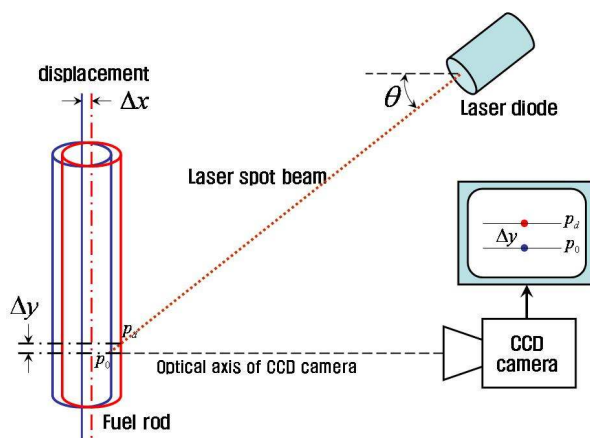 displacement
Δx
θ
Laser diode
Laser spot beam
p_d
Δy
p_0
Δy
p_d
p_0
Optical axis of CCD camera
CCD
camera
Fuel rod